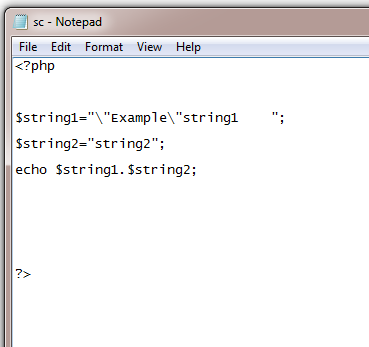 sc - Notepad
File Edit Format View Help
<?php
$string1="\"Example\"string1    ";
$string2="string2";
echo $string1.$string2;
?>